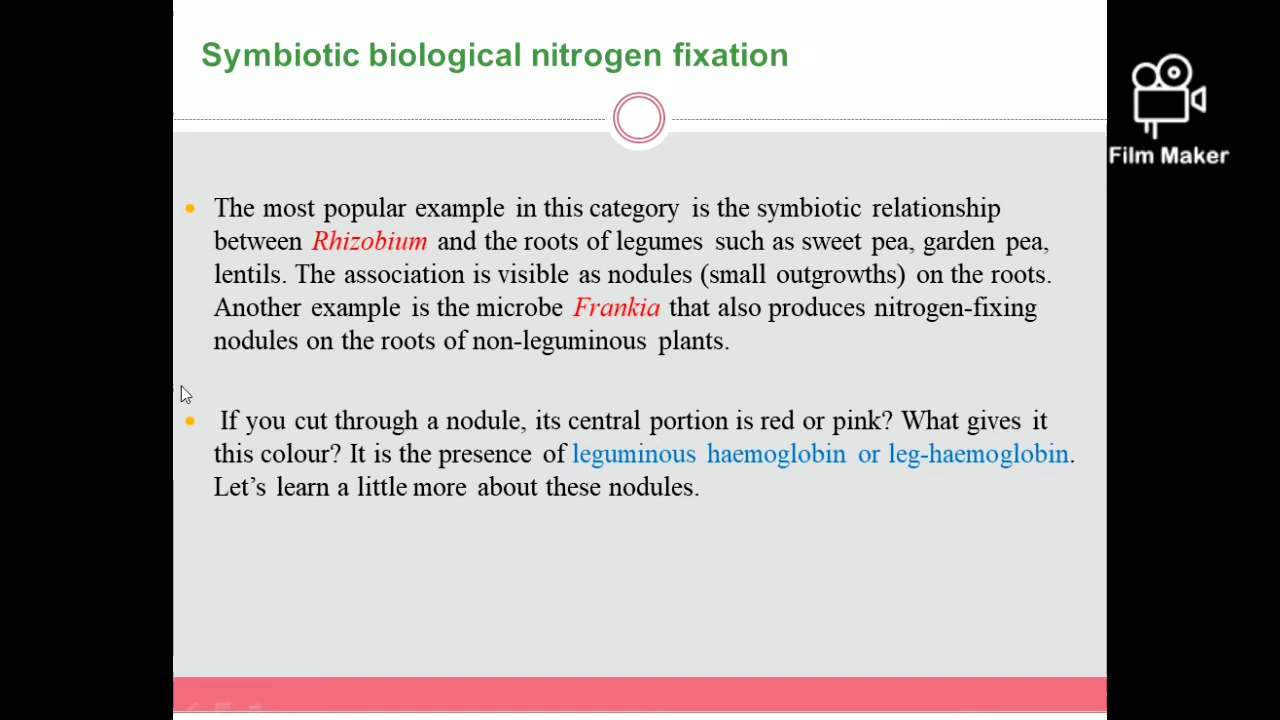 Symbiotic biological nitrogen fixation
Film Maker
The most popular example in this category is the symbiotic relationship
between Rhizobium and the roots of legumes such as sweet pea, garden pea,
lentils. The association is visible as nodules (small outgrowths) on the roots.
Another example is the microbe Frankia that also produces nitrogen-fixing
nodules on the roots of non-leguminous plants.
If you cut through a nodule, its central portion is red or pink? What gives it
this colour? It is the presence of leguminous haemoglobin or leg-haemoglobin.
Let’s learn a little more about these nodules.